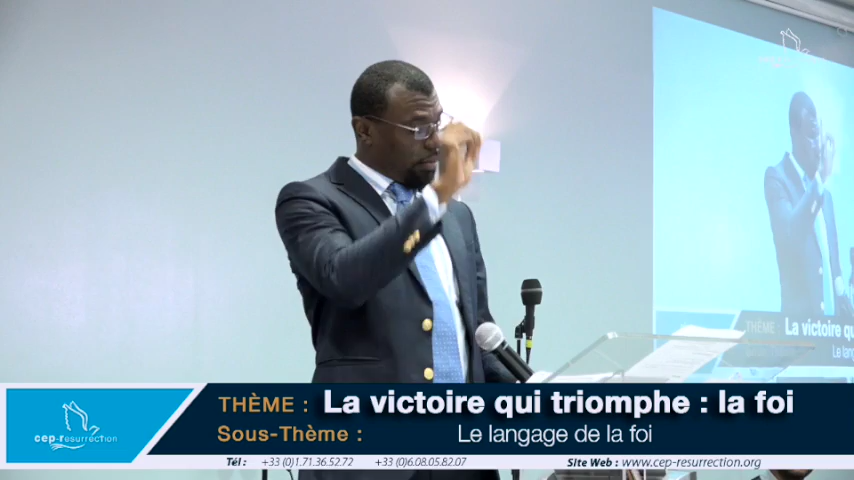 THÈME : La victoire qu
Le lang
THÈME : La victoire qui triomphe : la foi
Sous-Thème : Le langage de la foi
cep-resurrection
Tél : +33 (0)1.71.36.52.72 +33 (0)6.08.05.82.07 Site Web : www.cep-resurrection.org